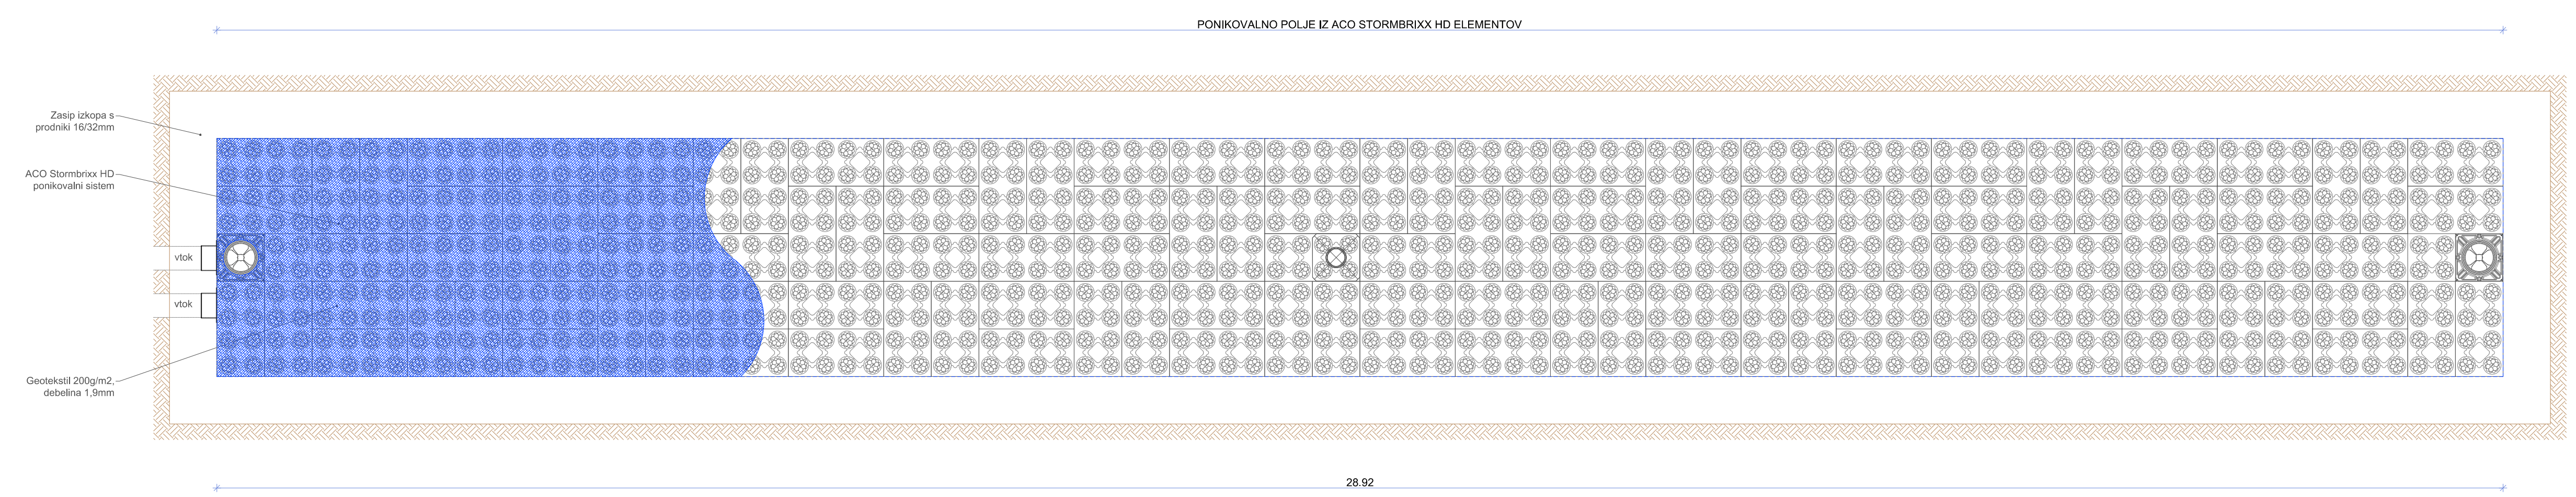 PONIKOVALNO POLJE IZ ACO STORMBRIXX HD ELEMENTOV
Zasip izkopa s
prodniki 16/32mm
ACO Stormbrixx HD
ponikovalni sistem
vtok
vtok
Geotekstil 200g/m2,
debelina 1,9mm
28.92